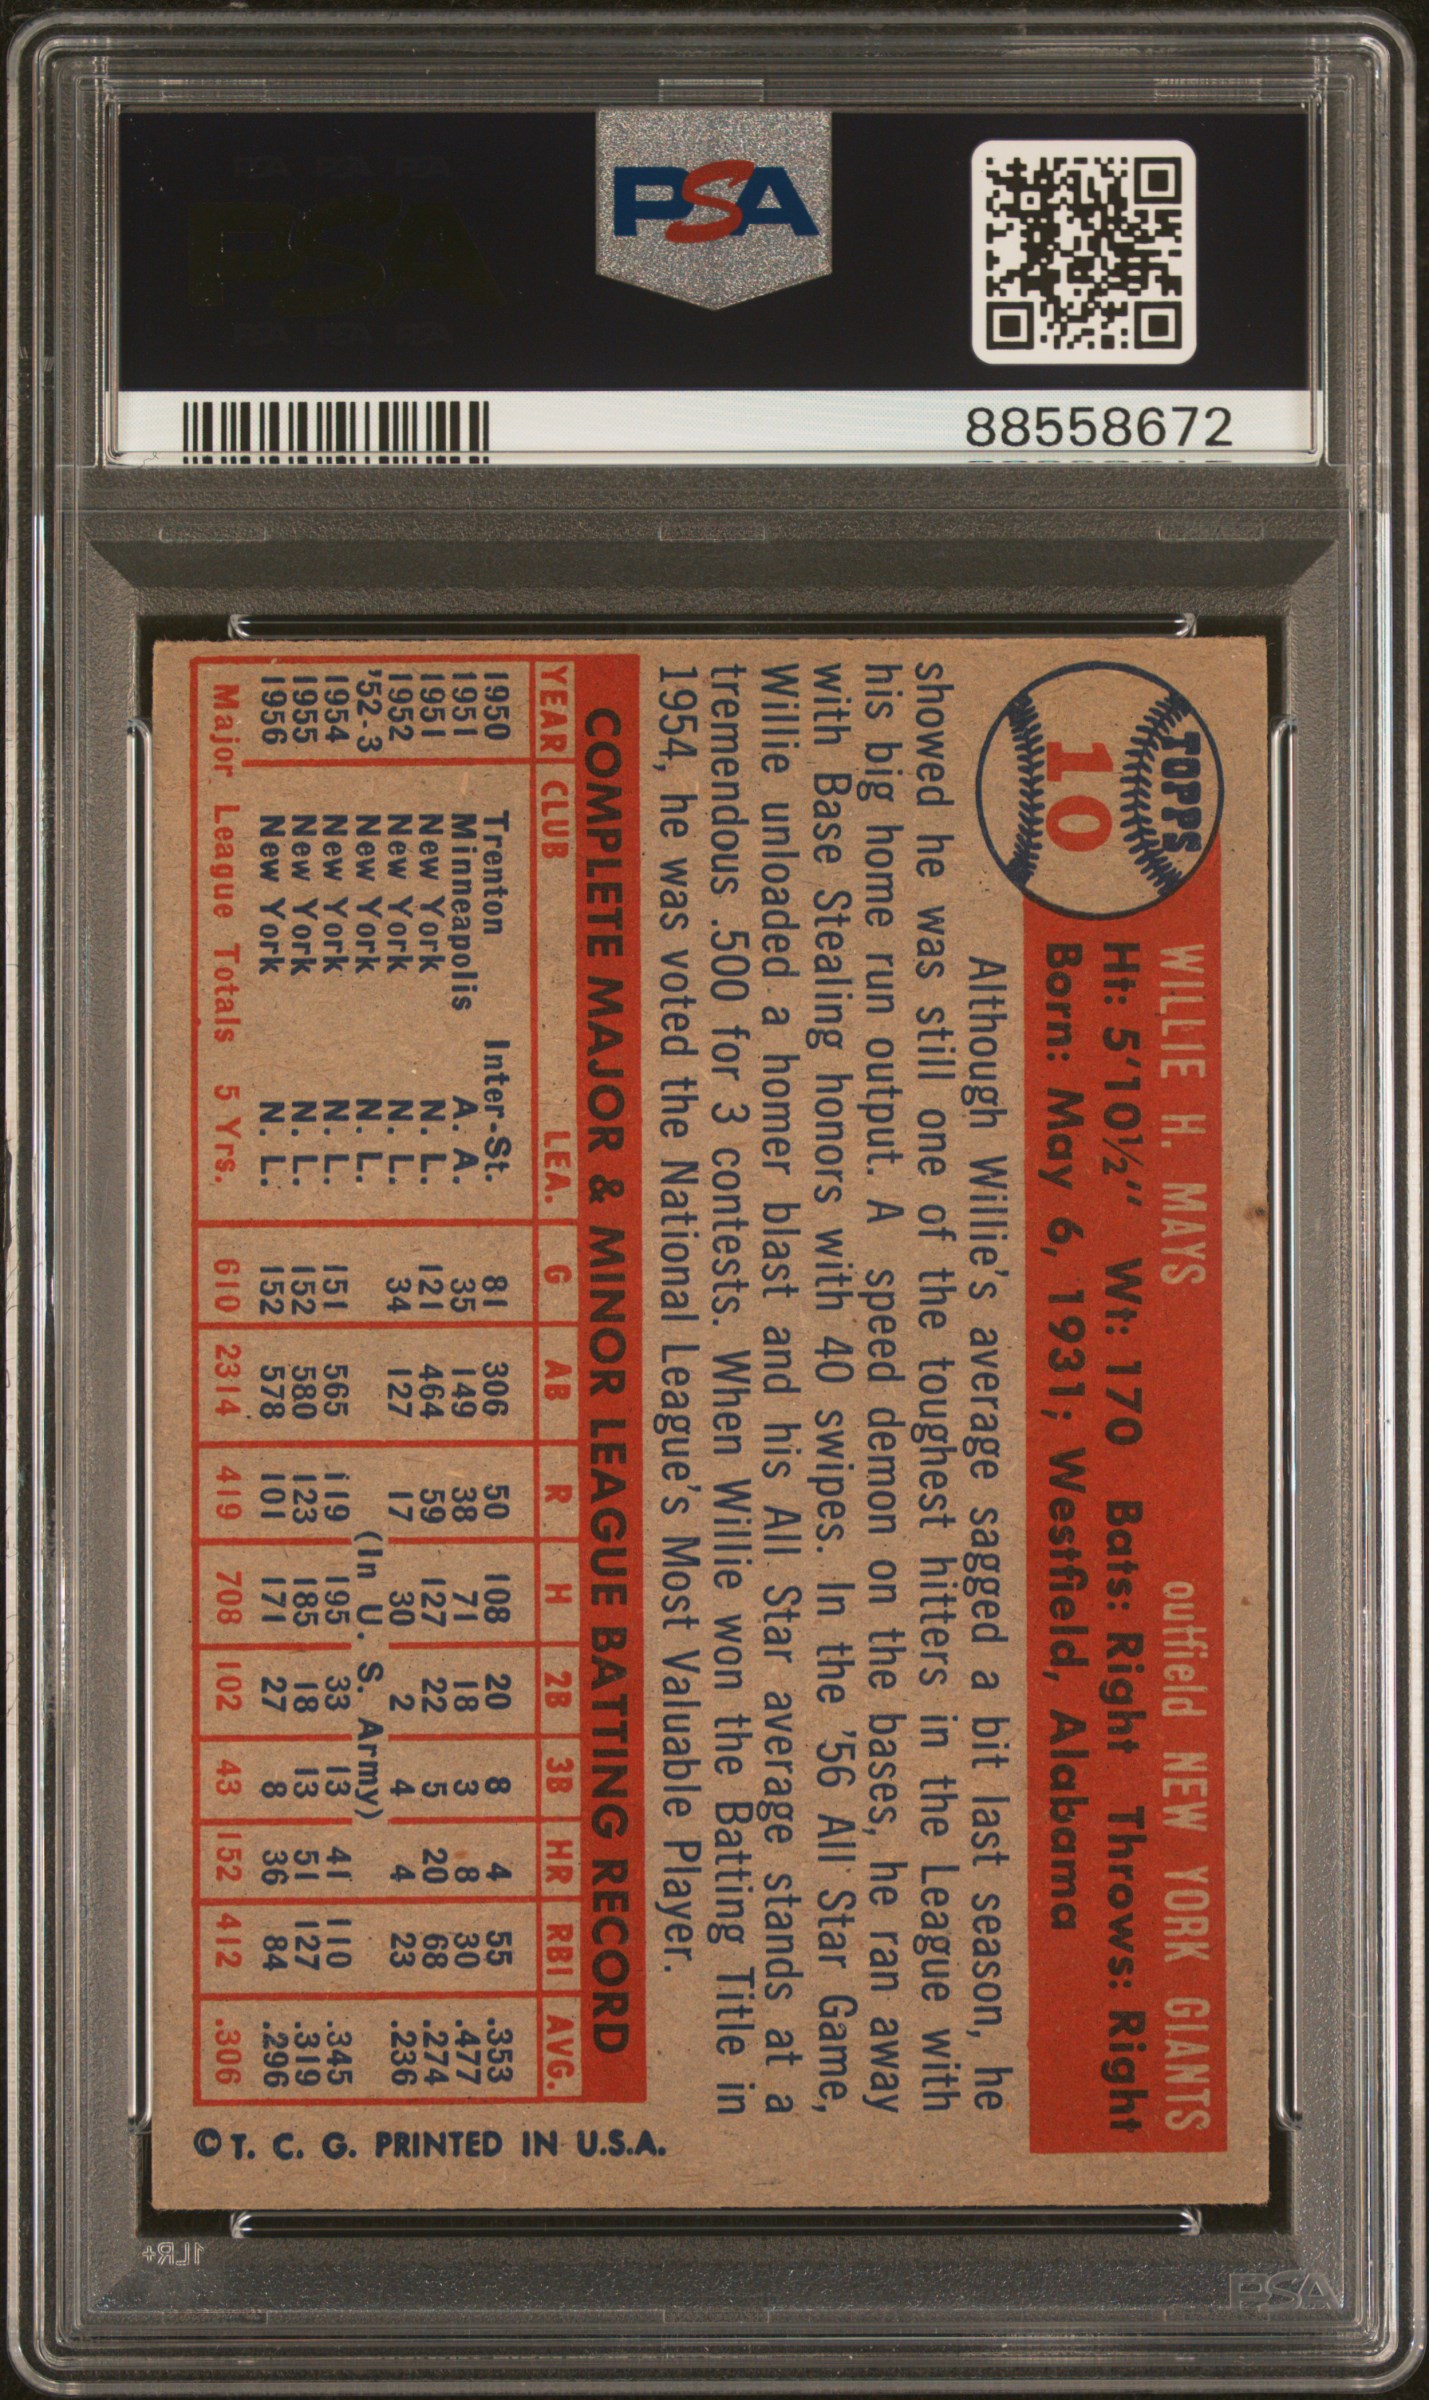 PSA
88558672
TOPPS
10
WILLIE H. MAYS outfield NEW YORK GIANTS
Ht: 5'10½" Wt: 170 Bats: Right Throws: Right
Born: May 6, 1931; Westfield, Alabama
Although Willie's average sagged a bit last season, he
showed he was still one of the toughest hitters in the League with
his big home run output. A speed demon on the bases, he ran away
with Base Stealing honors with 40 swipes. In the '56 All Star Game,
Willie unloaded a homer blast and his All Star average stands at a
tremendous .500 for 3 contests. When Willie won the Batting Title in
1954, he was voted the National League's Most Valuable Player.
COMPLETE MAJOR & MINOR LEAGUE BATTING RECORD
YEAR CLUB LEA. G AB R H 2B 3B HR RBI AVG.
1950 Trenton Inter-St. 81 306 50 108 20 8 4 55 .353
1951 Minneapolis A. A. 35 149 38 71 18 3 8 30 .477
1951 New York N. L. 121 464 59 127 22 5 20 68 .274
1952 New York N. L. 34 127 17 30 2 4 4 23 .236
'52-3 New York N. L. (In U. S. Army)
1954 New York N. L. 151 565 119 195 33 13 41 110 .345
1955 New York N. L. 152 580 123 185 18 13 51 127 .319
1956 New York N. L. 152 578 101 171 27 8 36 84 .296
Major League Totals 5 Yrs. 610 2314 419 708 102 43 152 412 .306
© T. C. G. PRINTED IN U.S.A.
1LR+
PSA